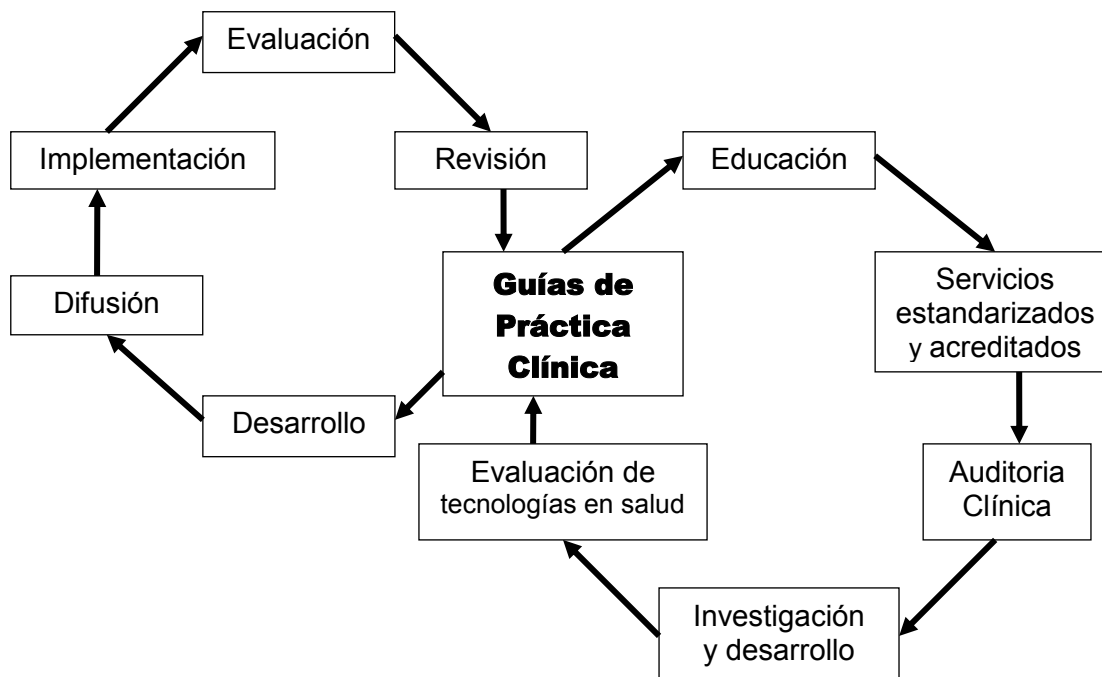 Evaluación
Implementación
Revisión
Educación
Guías de
Práctica
Clínica
Difusión
Servicios
estandarizados
y acreditados
Desarrollo
Evaluación de
tecnologías en salud
Auditoria
Clínica
Investigación
y desarrollo